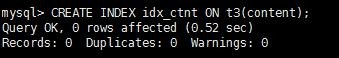 mysql> CREATE INDEX idx_ctnt ON t3(content);
Query OK, 0 rows affected (0.52 sec)
Records: 0  Duplicates: 0  Warnings: 0